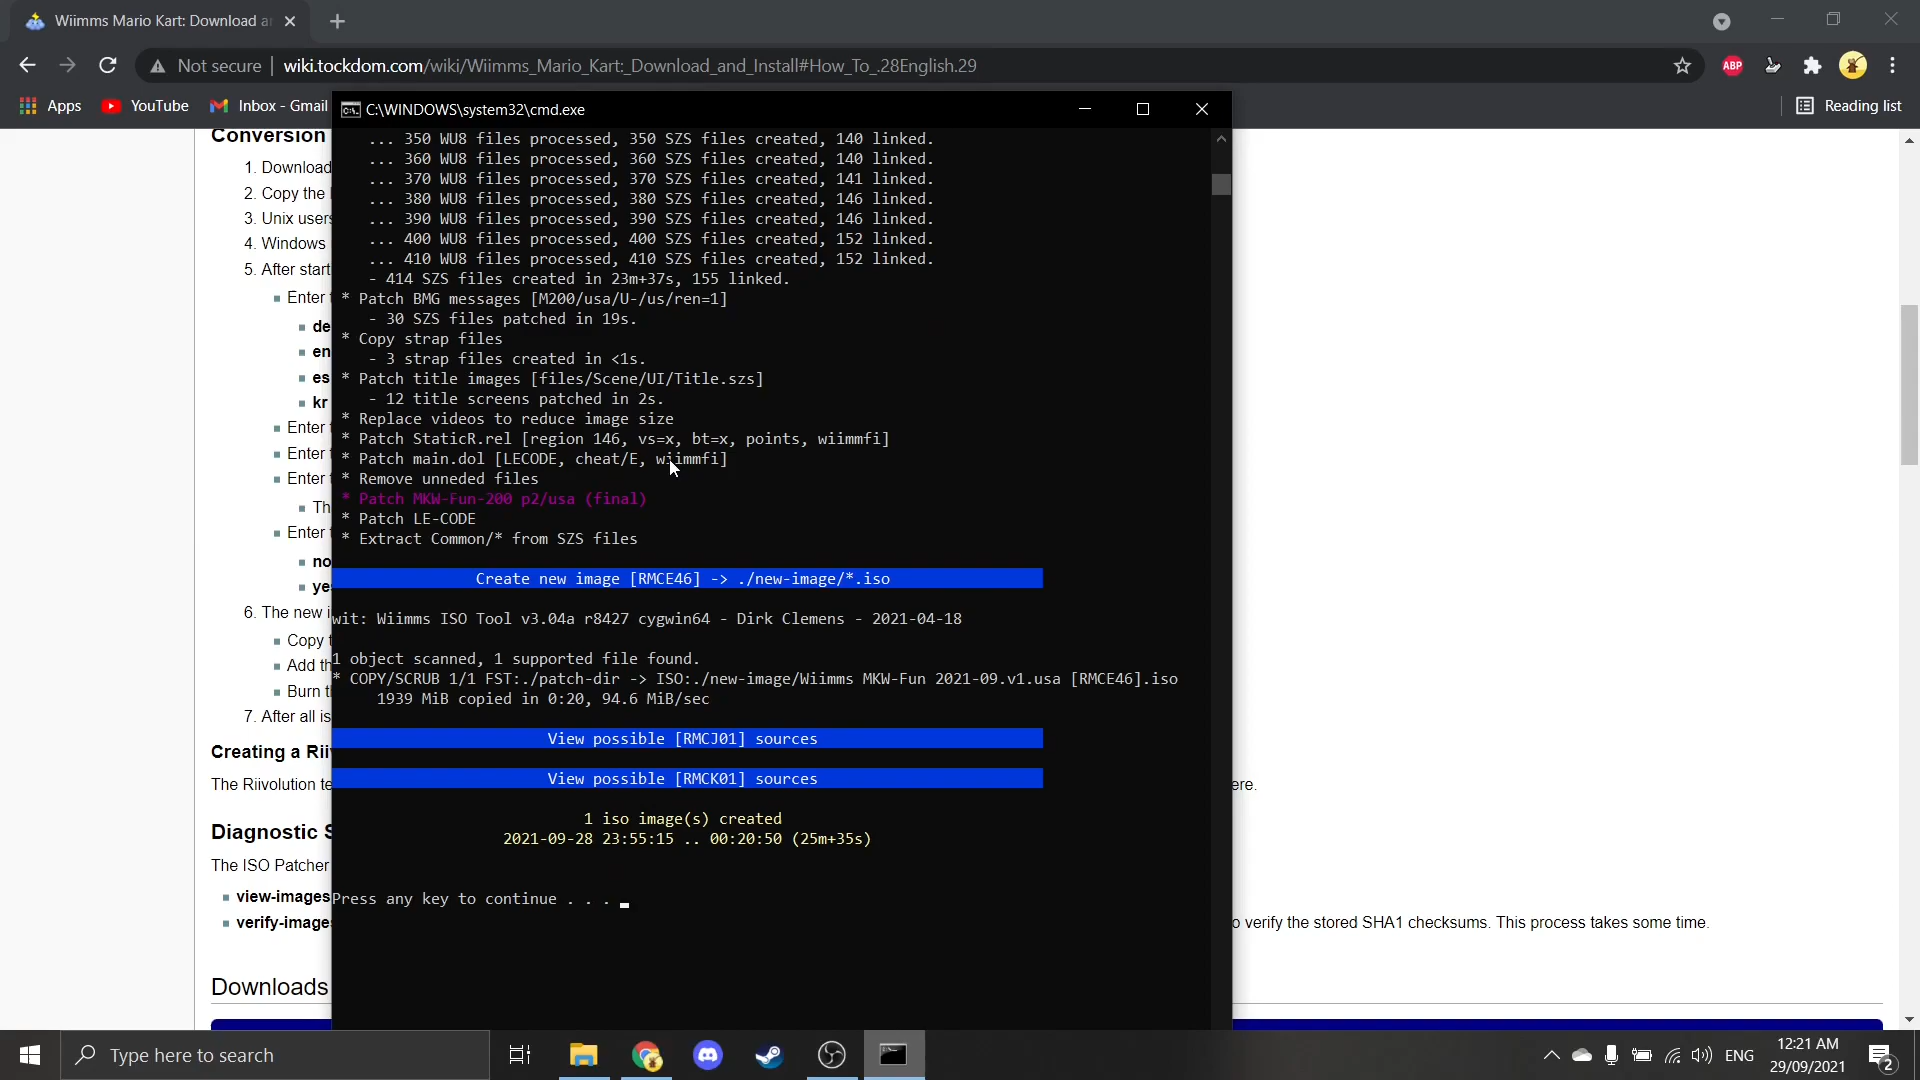 Wiimms Mario Kart: Download a
Not secure
wiki.tockdom.com/wiki/Wiimms_Mario_Kart:_Download_and_Install#How_To_.28English.29
ABP
Apps
YouTube
Inbox - Gmail
Reading list
C:\WINDOWS\system32\cmd.exe
Conversion
1. Download
2. Copy the
3. Unix users
4. Windows
5. After start
Enter
de
en
es
kr
Enter
Enter
Enter
Th
Enter
no
yes
6. The new i
Copy t
Add th
Burn t
7. After all is
Creating a Rii
The Riivolution te
ere.
Diagnostic S
The ISO Patcher
view-images
verify-images
o verify the stored SHA1 checksums. This process takes some time.
Downloads
... 350 WU8 files processed, 350 SZS files created, 140 linked.
... 360 WU8 files processed, 360 SZS files created, 140 linked.
... 370 WU8 files processed, 370 SZS files created, 141 linked.
... 380 WU8 files processed, 380 SZS files created, 146 linked.
... 390 WU8 files processed, 390 SZS files created, 146 linked.
... 400 WU8 files processed, 400 SZS files created, 152 linked.
... 410 WU8 files processed, 410 SZS files created, 152 linked.
- 414 SZS files created in 23m+37s, 155 linked.
* Patch BMG messages [M200/usa/U-/us/ren=1]
- 30 SZS files patched in 19s.
* Copy strap files
- 3 strap files created in <1s.
* Patch title images [files/Scene/UI/Title.szs]
- 12 title screens patched in 2s.
* Replace videos to reduce image size
* Patch StaticR.rel [region 146, vs=x, bt=x, points, wiimmfi]
* Patch main.dol [LECODE, cheat/E, wiimmfi]
* Remove unneded files
* Patch MKW-Fun-200 p2/usa (final)
* Patch LE-CODE
* Extract Common/* from SZS files
Create new image [RMCE46] -> ./new-image/*.iso
wit: Wiimms ISO Tool v3.04a r8427 cygwin64 - Dirk Clemens - 2021-04-18
1 object scanned, 1 supported file found.
* COPY/SCRUB 1/1 FST:./patch-dir -> ISO:./new-image/Wiimms MKW-Fun 2021-09.v1.usa [RMCE46].iso
1939 MiB copied in 0:20, 94.6 MiB/sec
View possible [RMCJ01] sources
View possible [RMCK01] sources
1 iso image(s) created
2021-09-28 23:55:15 .. 00:20:50 (25m+35s)
Press any key to continue . . .
Type here to search
ENG
12:21 AM
29/09/2021
2